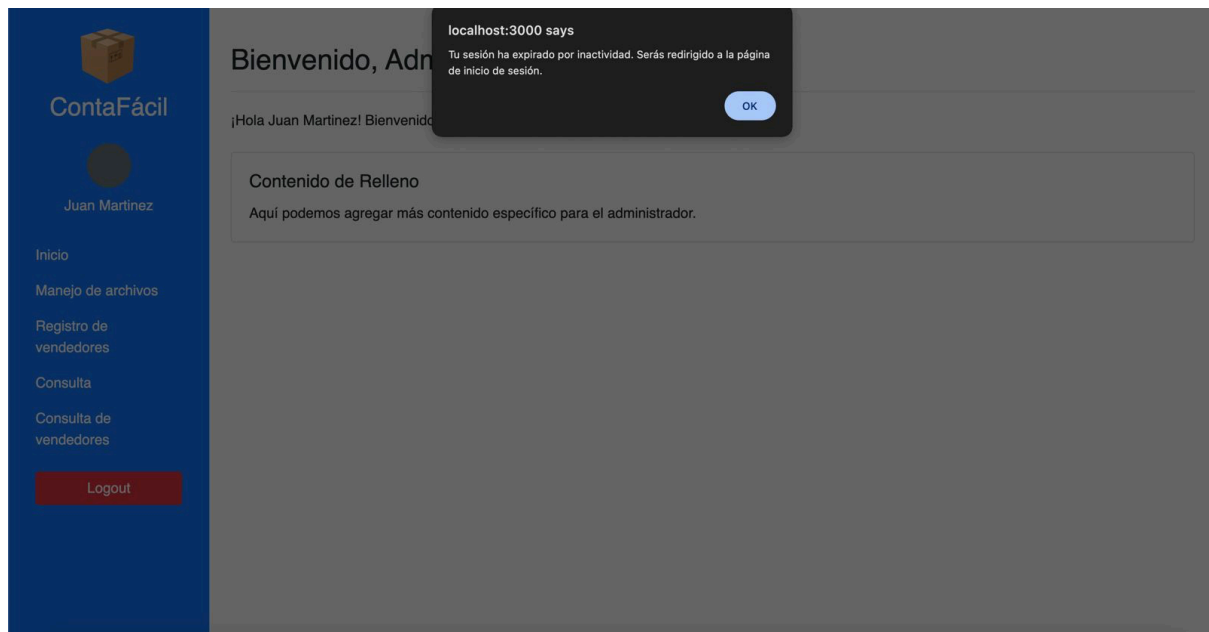 localhost:3000 says
Tu sesión ha expirado por inactividad. Serás redirigido a la página
de inicio de sesión.
OK
ContaFácil
Juan Martinez
Inicio
Manejo de archivos
Registro de
vendedores
Consulta
Consulta de
vendedores
Logout
Bienvenido, Adm
¡Hola Juan Martinez! Bienvenido
Contenido de Relleno
Aquí podemos agregar más contenido específico para el administrador.